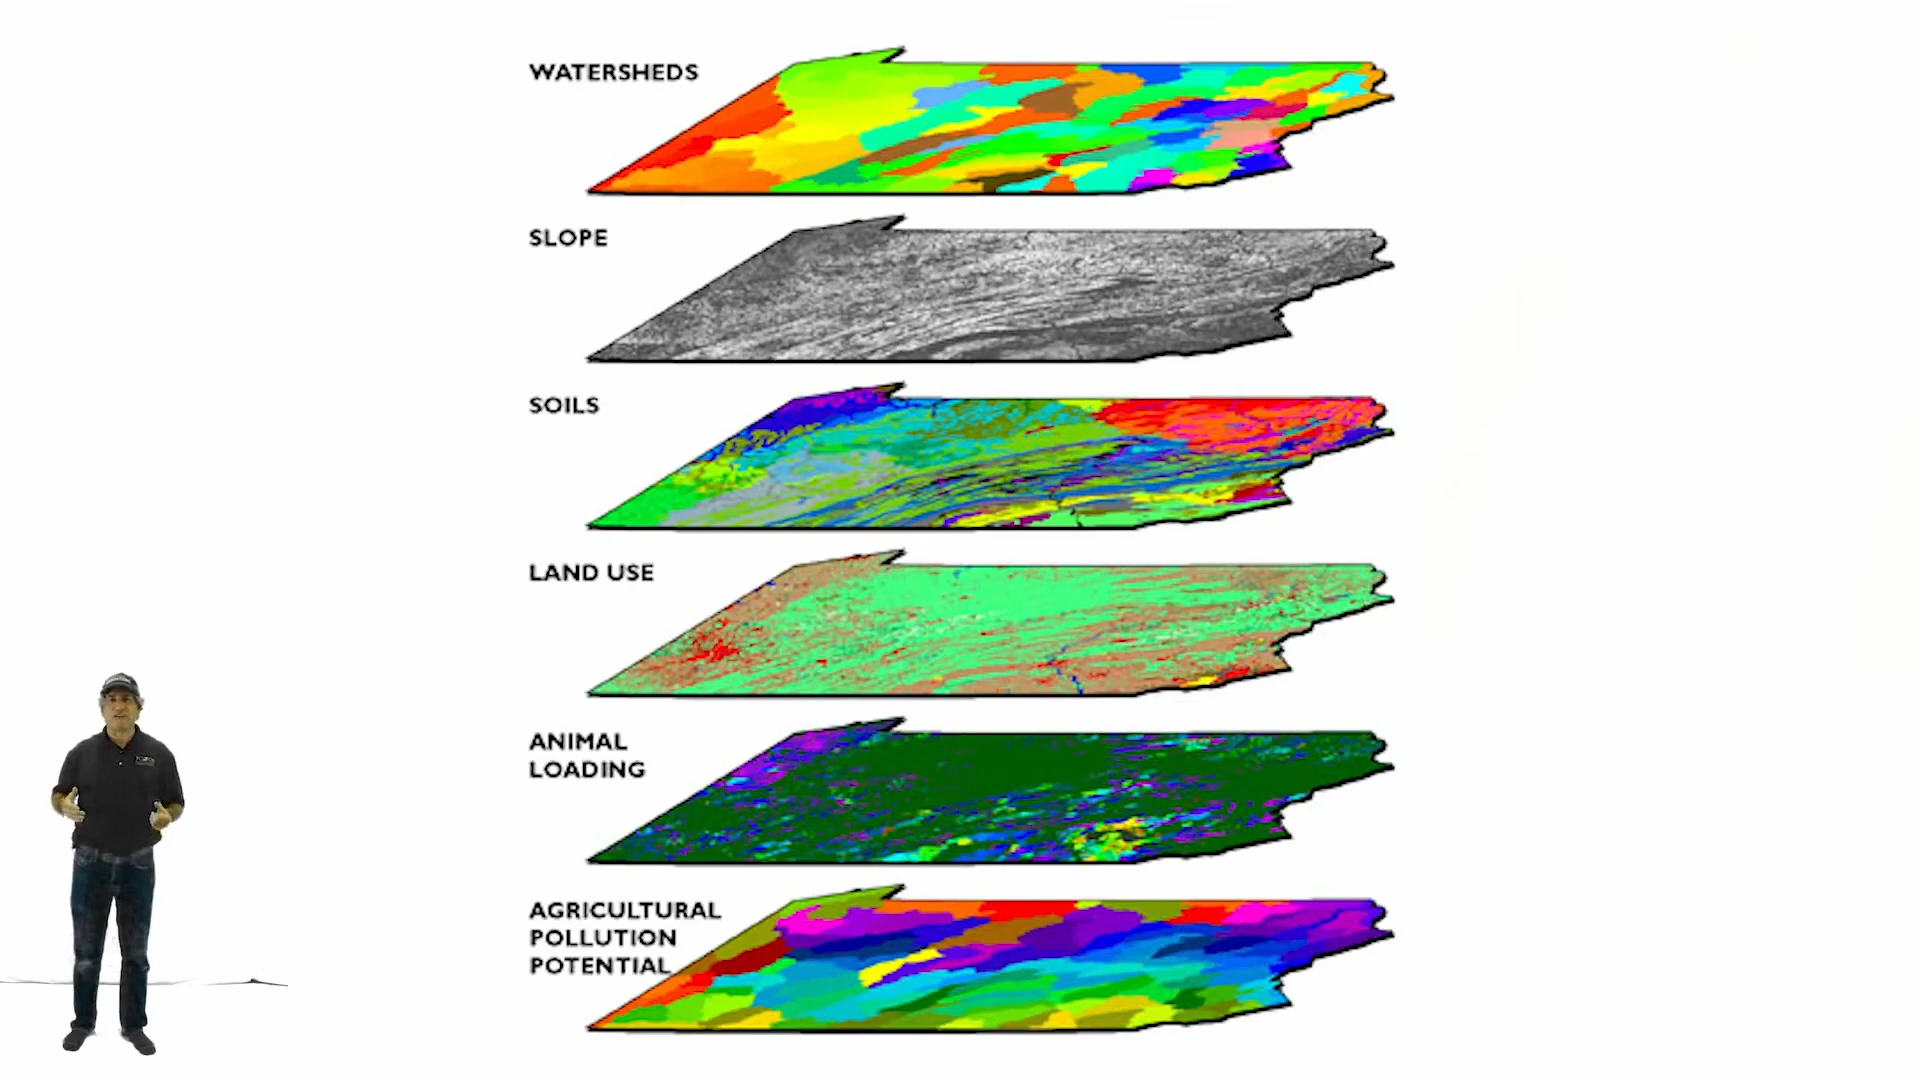 WATERSHEDS
SLOPE
SOILS
LAND USE
ANIMAL
LOADING
AGRICULTURAL
POLLUTION
POTENTIAL